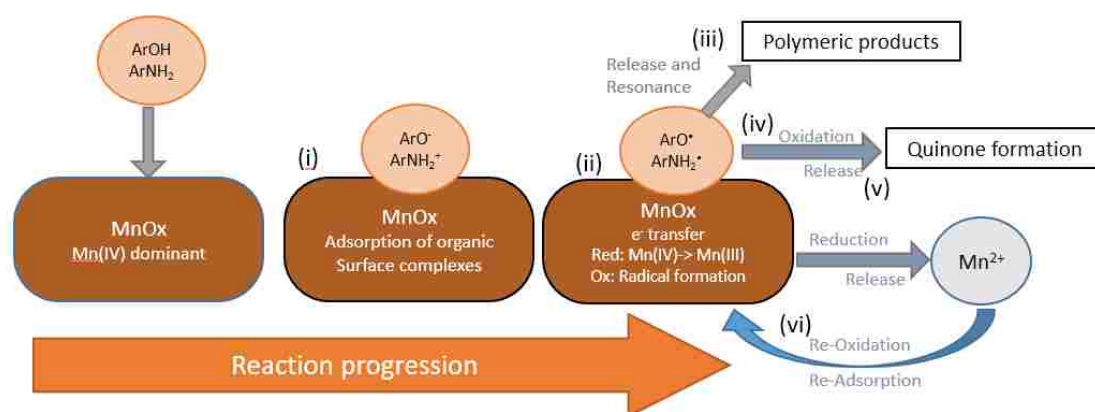 ArOH
ArNH₂
MnOx
Mn(IV) dominant
(i)
ArO⁻
ArNH₂⁺
MnOx
Adsorption of organic
Surface complexes
(ii)
ArO•
ArNH₂•
MnOx
e⁻ transfer
Red: Mn(IV)-> Mn(III)
Ox: Radical formation
(iii)
Polymeric products
Release and
Resonance
(iv)
Oxidation
Release
(v)
Quinone formation
Reduction
Release
Mn²⁺
(vi)
Re-Oxidation
Re-Adsorption
Reaction progression